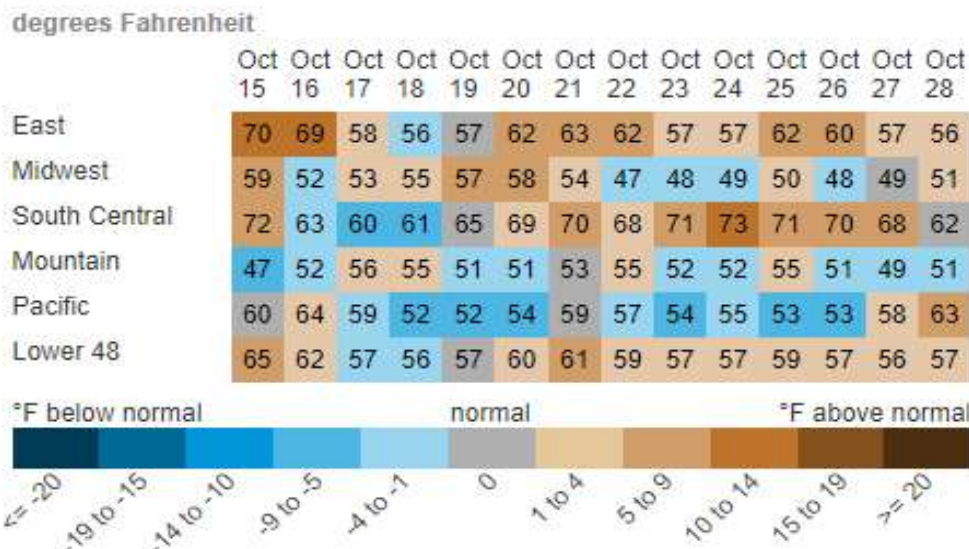 degrees Fahrenheit
Oct Oct Oct Oct Oct Oct Oct Oct Oct Oct Oct Oct Oct Oct
15 16 17 18 19 20 21 22 23 24 25 26 27 28
East 70 69 58 56 57 62 63 62 57 57 62 60 57 56
Midwest 59 52 53 55 57 58 54 47 48 49 50 48 49 51
South Central 72 63 60 61 65 69 70 68 71 73 71 70 68 62
Mountain 47 52 56 55 51 51 53 55 52 52 55 51 49 51
Pacific 60 64 59 52 52 54 59 57 54 55 53 53 58 63
Lower 48 65 62 57 56 57 60 61 59 57 57 59 57 56 57
°F below normal normal °F above normal
<= -20 -19 to -15 -14 to -10 -9 to -5 -4 to -1 0 1 to 4 5 to 9 10 to 14 15 to 19 >= 20